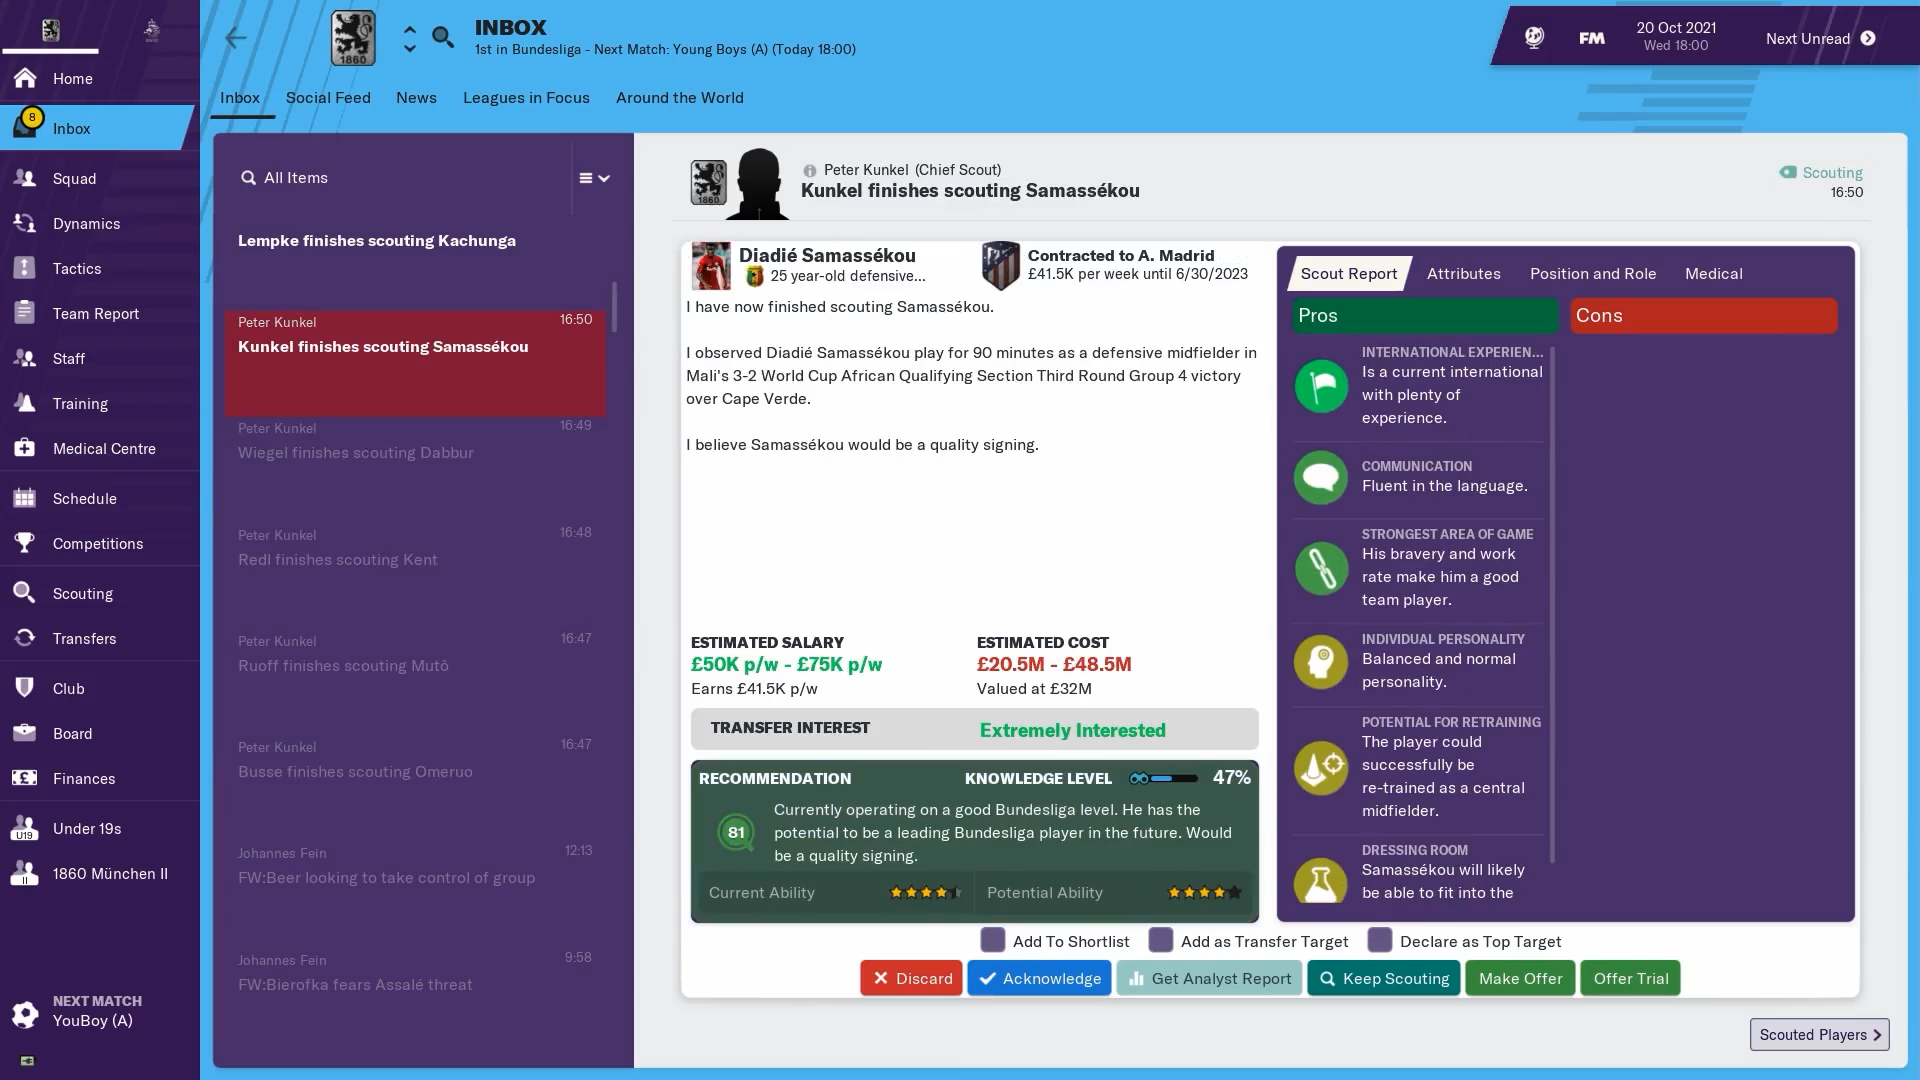 INBOX
1st in Bundesliga - Next Match: Young Boys (A) (Today 18:00)
FM
20 Oct 2021
Wed 18:00
Next Unread
Inbox
Social Feed
News
Leagues in Focus
Around the World
Home
8
Inbox
Squad
Dynamics
Tactics
Team Report
Staff
Training
Medical Centre
Schedule
Competitions
Scouting
Transfers
Club
Board
Finances
U19
Under 19s
II
1860 München II
NEXT MATCH
YouBoy (A)
1860
All Items
Lempke finishes scouting Kachunga
Peter Kunkel 16:50
Kunkel finishes scouting Samassékou
Peter Kunkel 16:49
Wiegel finishes scouting Dabbur
Peter Kunkel 16:48
Redl finishes scouting Kent
Peter Kunkel 16:47
Ruoff finishes scouting Mutō
Peter Kunkel 16:47
Busse finishes scouting Omeruo
Johannes Fein 12:13
FW:Beer looking to take control of group
Johannes Fein 9:58
FW:Bierofka fears Assalé threat
1860
Peter Kunkel (Chief Scout)
Kunkel finishes scouting Samassékou
Scouting
16:50
Diadié Samassékou
25 year-old defensive...
Contracted to A. Madrid
£41.5K per week until 6/30/2023
I have now finished scouting Samassékou.
I observed Diadié Samassékou play for 90 minutes as a defensive midfielder in
Mali's 3-2 World Cup African Qualifying Section Third Round Group 4 victory
over Cape Verde.
I believe Samassékou would be a quality signing.
ESTIMATED SALARY
£50K p/w - £75K p/w
Earns £41.5K p/w
ESTIMATED COST
£20.5M - £48.5M
Valued at £32M
TRANSFER INTEREST
Extremely Interested
RECOMMENDATION
KNOWLEDGE LEVEL
47%
81
Currently operating on a good Bundesliga level. He has the
potential to be a leading Bundesliga player in the future. Would
be a quality signing.
Current Ability
Potential Ability
Scout Report
Attributes
Position and Role
Medical
Pros
Cons
INTERNATIONAL EXPERIEN...
Is a current international
with plenty of
experience.
COMMUNICATION
Fluent in the language.
STRONGEST AREA OF GAME
His bravery and work
rate make him a good
team player.
INDIVIDUAL PERSONALITY
Balanced and normal
personality.
POTENTIAL FOR RETRAINING
The player could
successfully be
re-trained as a central
midfielder.
DRESSING ROOM
Samassékou will likely
be able to fit into the
Add To Shortlist
Add as Transfer Target
Declare as Top Target
Discard
Acknowledge
Get Analyst Report
Keep Scouting
Make Offer
Offer Trial
Scouted Players